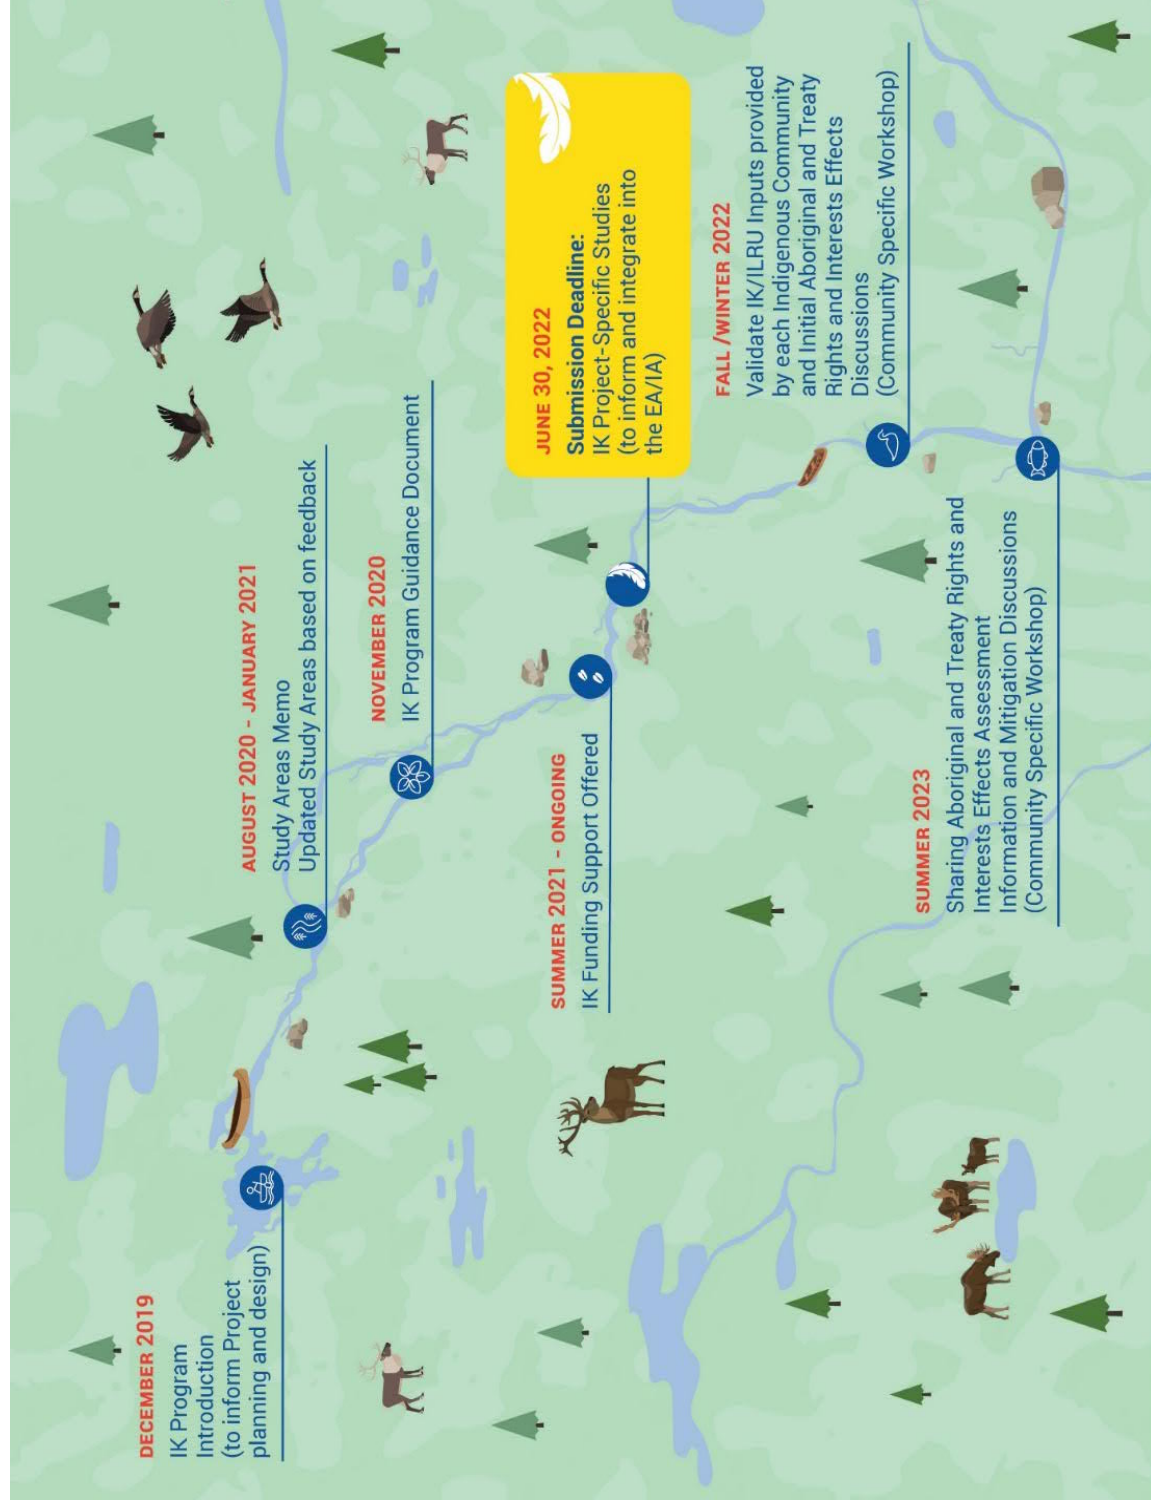 DECEMBER 2019
IK Program
Introduction
(to inform Project
planning and design)
AUGUST 2020 - JANUARY 2021
Study Areas Memo
Updated Study Areas based on feedback
NOVEMBER 2020
IK Program Guidance Document
SUMMER 2021 - ONGOING
IK Funding Support Offered
JUNE 30, 2022
Submission Deadline:
IK Project-Specific Studies
(to inform and integrate into
the EA/IA)
FALL /WINTER 2022
Validate IK/ILRU Inputs provided
by each Indigenous Community
and Initial Aboriginal and Treaty
Rights and Interests Effects
Discussions
(Community Specific Workshop)
SUMMER 2023
Sharing Aboriginal and Treaty Rights and
Interests Effects Assessment
Information and Mitigation Discussions
(Community Specific Workshop)